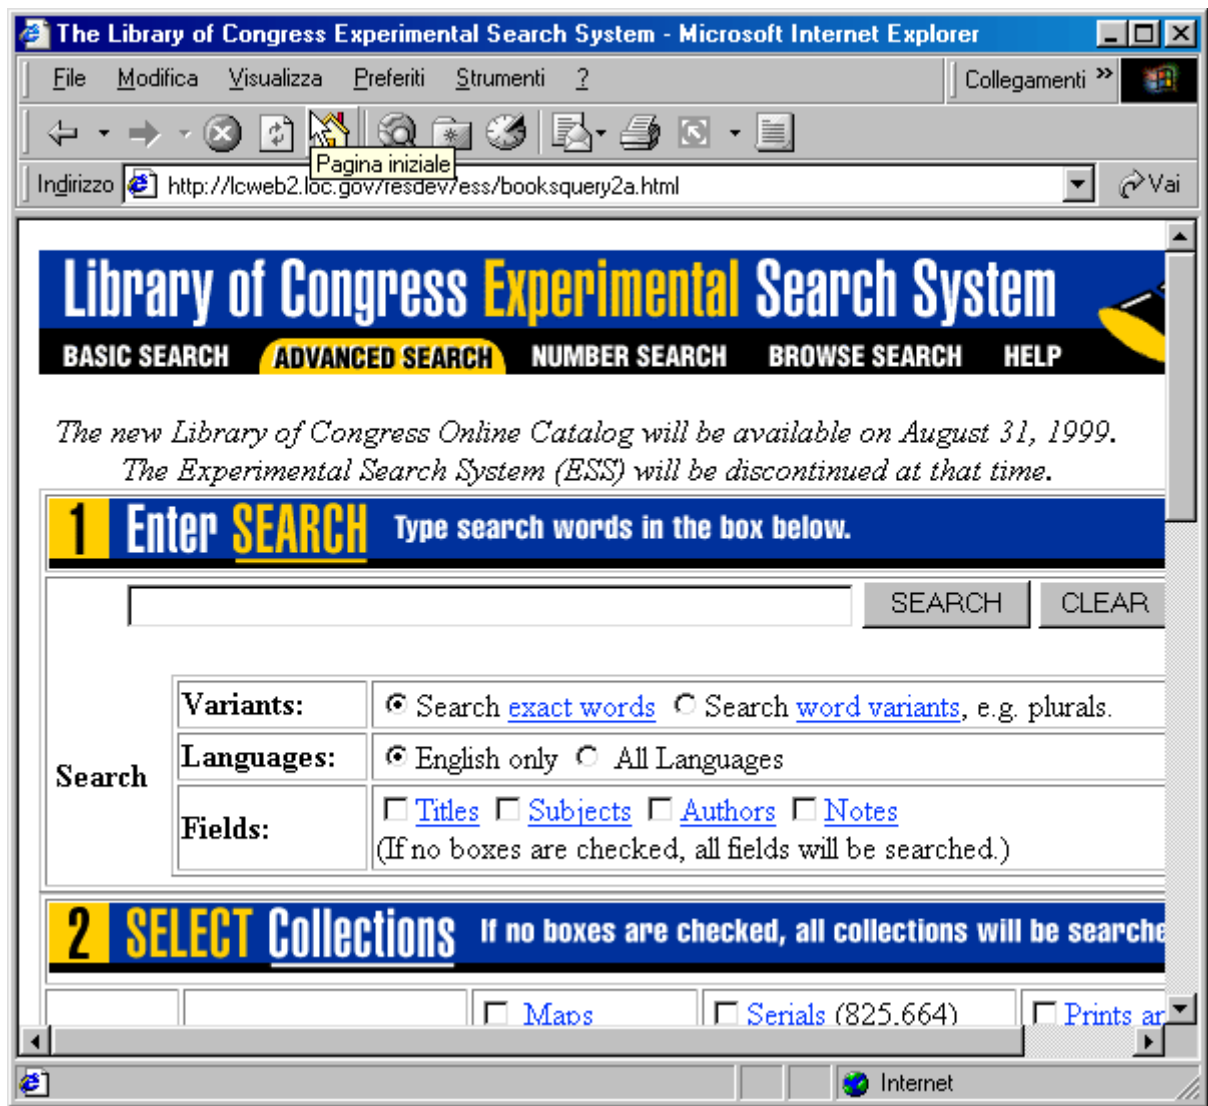 The Library of Congress Experimental Search System - Microsoft Internet Explorer
File Modifica Visualizza Preferiti Strumenti ? Collegamenti »
Pagina iniziale
Indirizzo http://lcweb2.loc.gov/resdev/ess/booksquery2a.html Vai
Library of Congress Experimental Search System
BASIC SEARCH ADVANCED SEARCH NUMBER SEARCH BROWSE SEARCH HELP
The new Library of Congress Online Catalog will be available on August 31, 1999.
The Experimental Search System (ESS) will be discontinued at that time.
1 Enter SEARCH Type search words in the box below.
SEARCH CLEAR
Variants: Search exact words Search word variants, e.g. plurals.
Search
Languages: English only All Languages
Fields: Titles Subjects Authors Notes
(If no boxes are checked, all fields will be searched.)
2 SELECT Collections If no boxes are checked, all collections will be searche
Maps Serials (825,664) Prints an
Internet